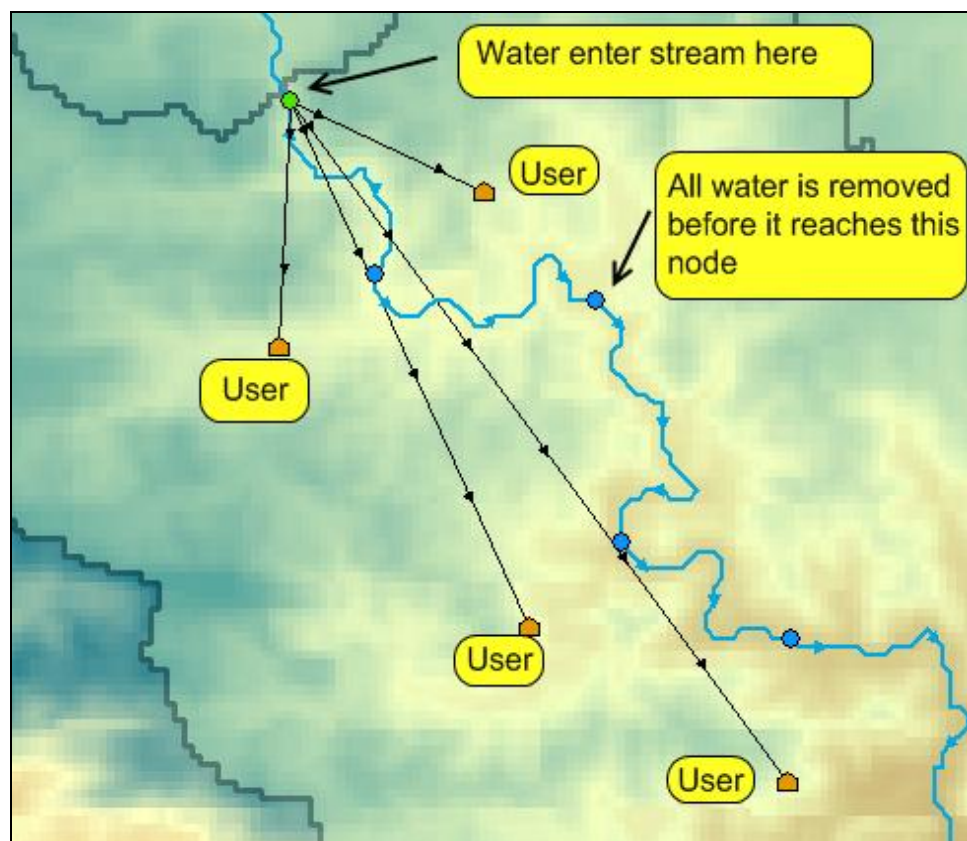 Water enter stream here
User
All water is removed
before it reaches this
node
User
User
User